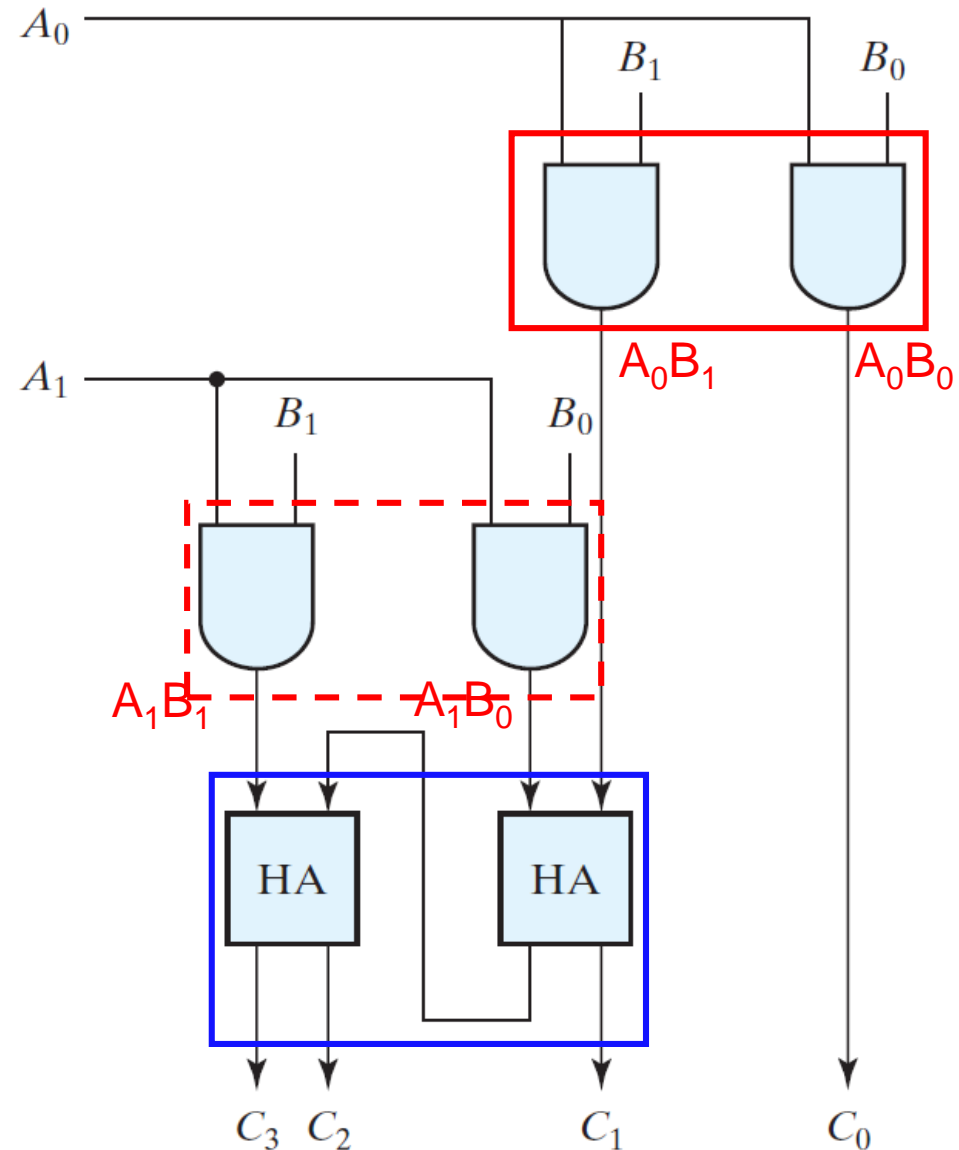 A₀
B₁ B₀
A₀B₁ A₀B₀
A₁
B₁ B₀
A₁B₁ A₁B₀
HA HA
C₃ C₂ C₁ C₀